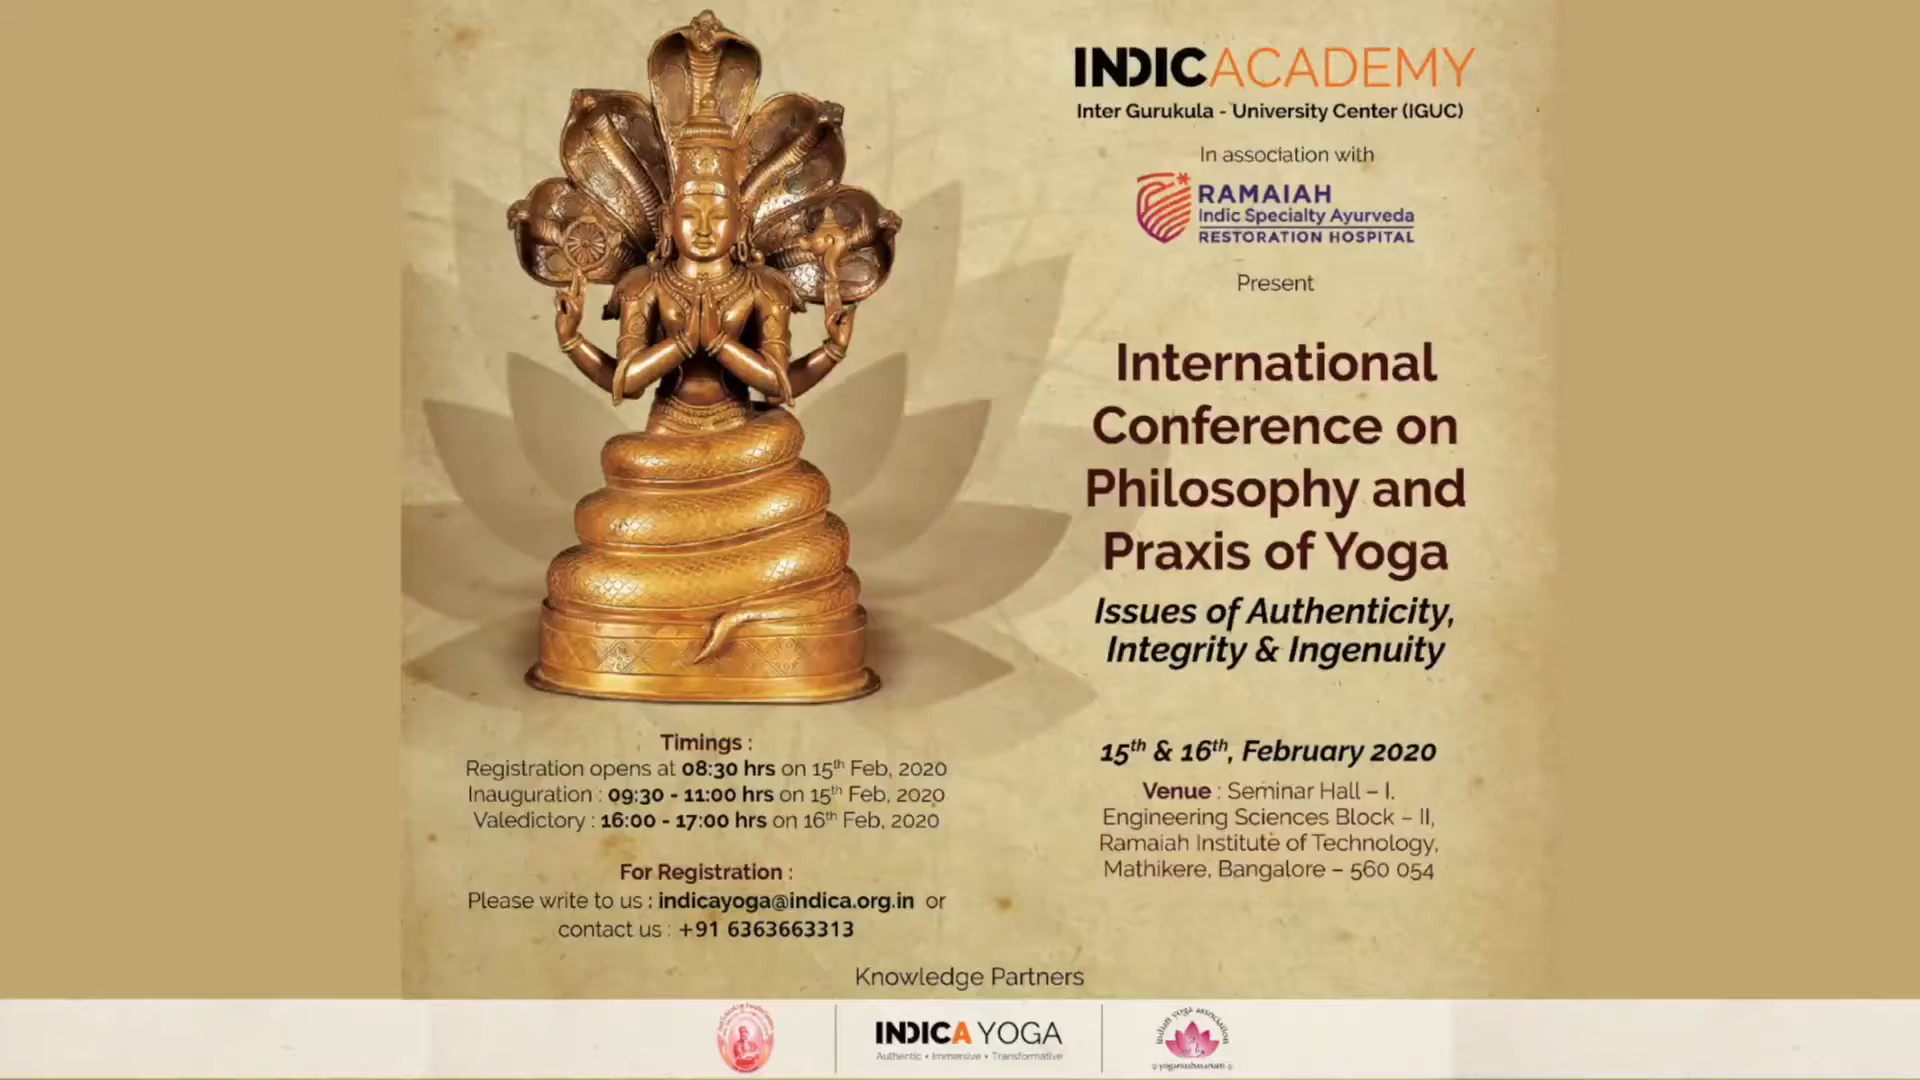 INDICACADEMY
Inter Gurukula - University Center (IGUC)
In association with
RAMAIAH
Indic Specialty Ayurveda
RESTORATION HOSPITAL
Present
International
Conference on
Philosophy and
Praxis of Yoga
Issues of Authenticity,
Integrity & Ingenuity
15th & 16th, February 2020
Venue : Seminar Hall – I,
Engineering Sciences Block – II,
Ramaiah Institute of Technology,
Mathikere, Bangalore – 560 054
Timings :
Registration opens at 08:30 hrs on 15th Feb, 2020
Inauguration : 09:30 - 11:00 hrs on 15th Feb, 2020
Valedictory : 16:00 - 17:00 hrs on 16th Feb, 2020
For Registration :
Please write to us : indicayoga@indica.org.in or
contact us : +91 6363663313
Knowledge Partners
INDICA YOGA
Authentic • Immersive • Transformative
indian yoga association